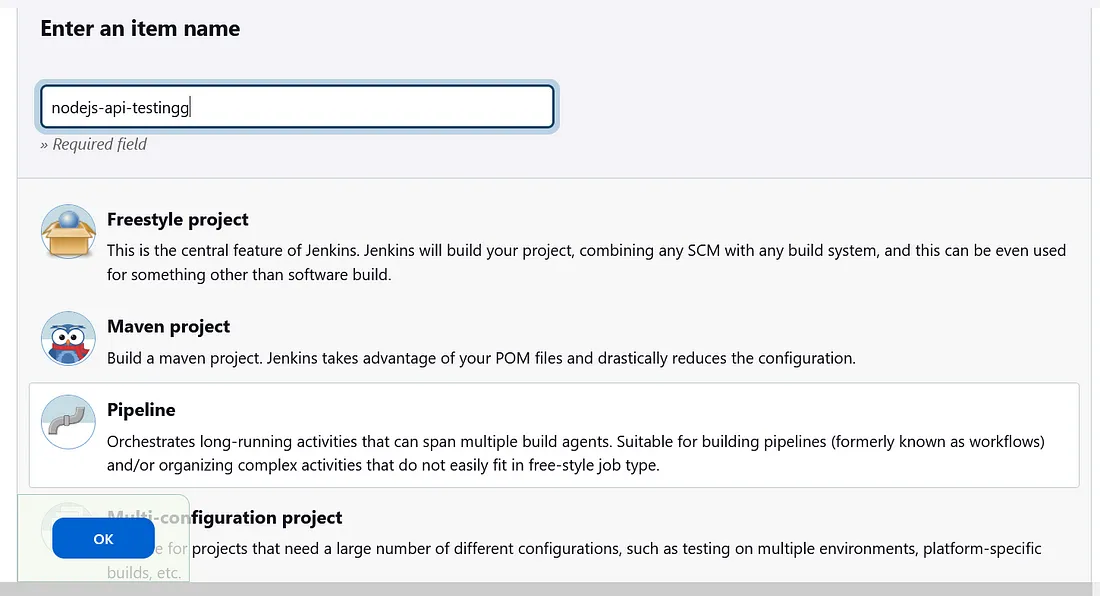 Enter an item name
nodejs-api-testingg
» Required field
Freestyle project
This is the central feature of Jenkins. Jenkins will build your project, combining any SCM with any build system, and this can be even used
for something other than software build.
Maven project
Build a maven project. Jenkins takes advantage of your POM files and drastically reduces the configuration.
Pipeline
Orchestrates long-running activities that can span multiple build agents. Suitable for building pipelines (formerly known as workflows)
and/or organizing complex activities that do not easily fit in free-style job type.
Multi-configuration project
OK
for projects that need a large number of different configurations, such as testing on multiple environments, platform-specific
builds, etc.